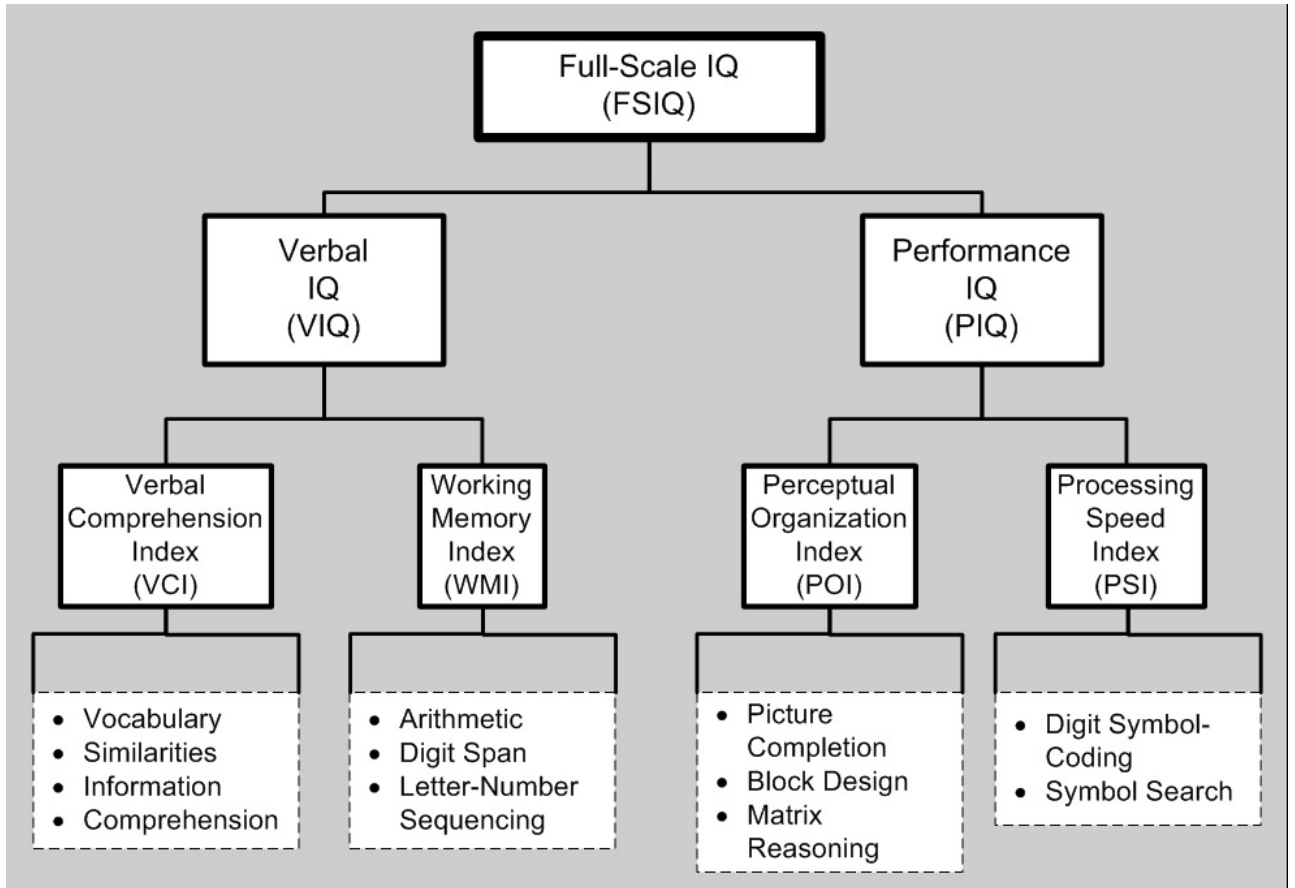 Full-Scale IQ
(FSIQ)
Verbal
IQ
(VIQ)
Performance
IQ
(PIQ)
Verbal
Comprehension
Index
(VCI)
Working
Memory
Index
(WMI)
Perceptual
Organization
Index
(POI)
Processing
Speed
Index
(PSI)
• Vocabulary
• Similarities
• Information
• Comprehension
• Arithmetic
• Digit Span
• Letter-Number
Sequencing
• Picture
Completion
• Block Design
• Matrix
Reasoning
• Digit Symbol-
Coding
• Symbol Search